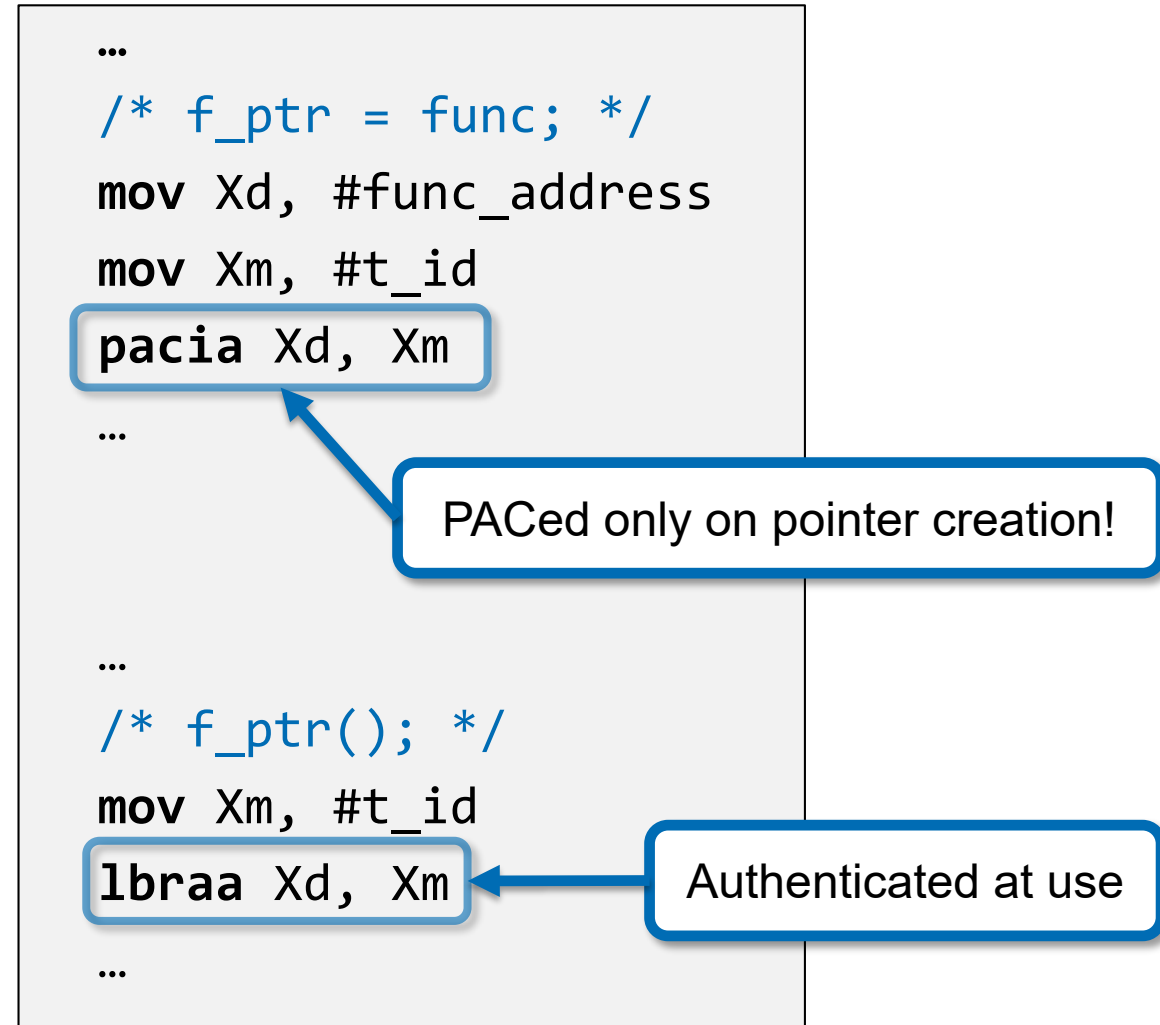 …
/* f_ptr = func; */
mov Xd, #func_address
mov Xm, #t_id
pacia Xd, Xm
…
PACed only on pointer creation!
…
/* f_ptr(); */
mov Xm, #t_id
lbraa Xd, Xm
Authenticated at use
…